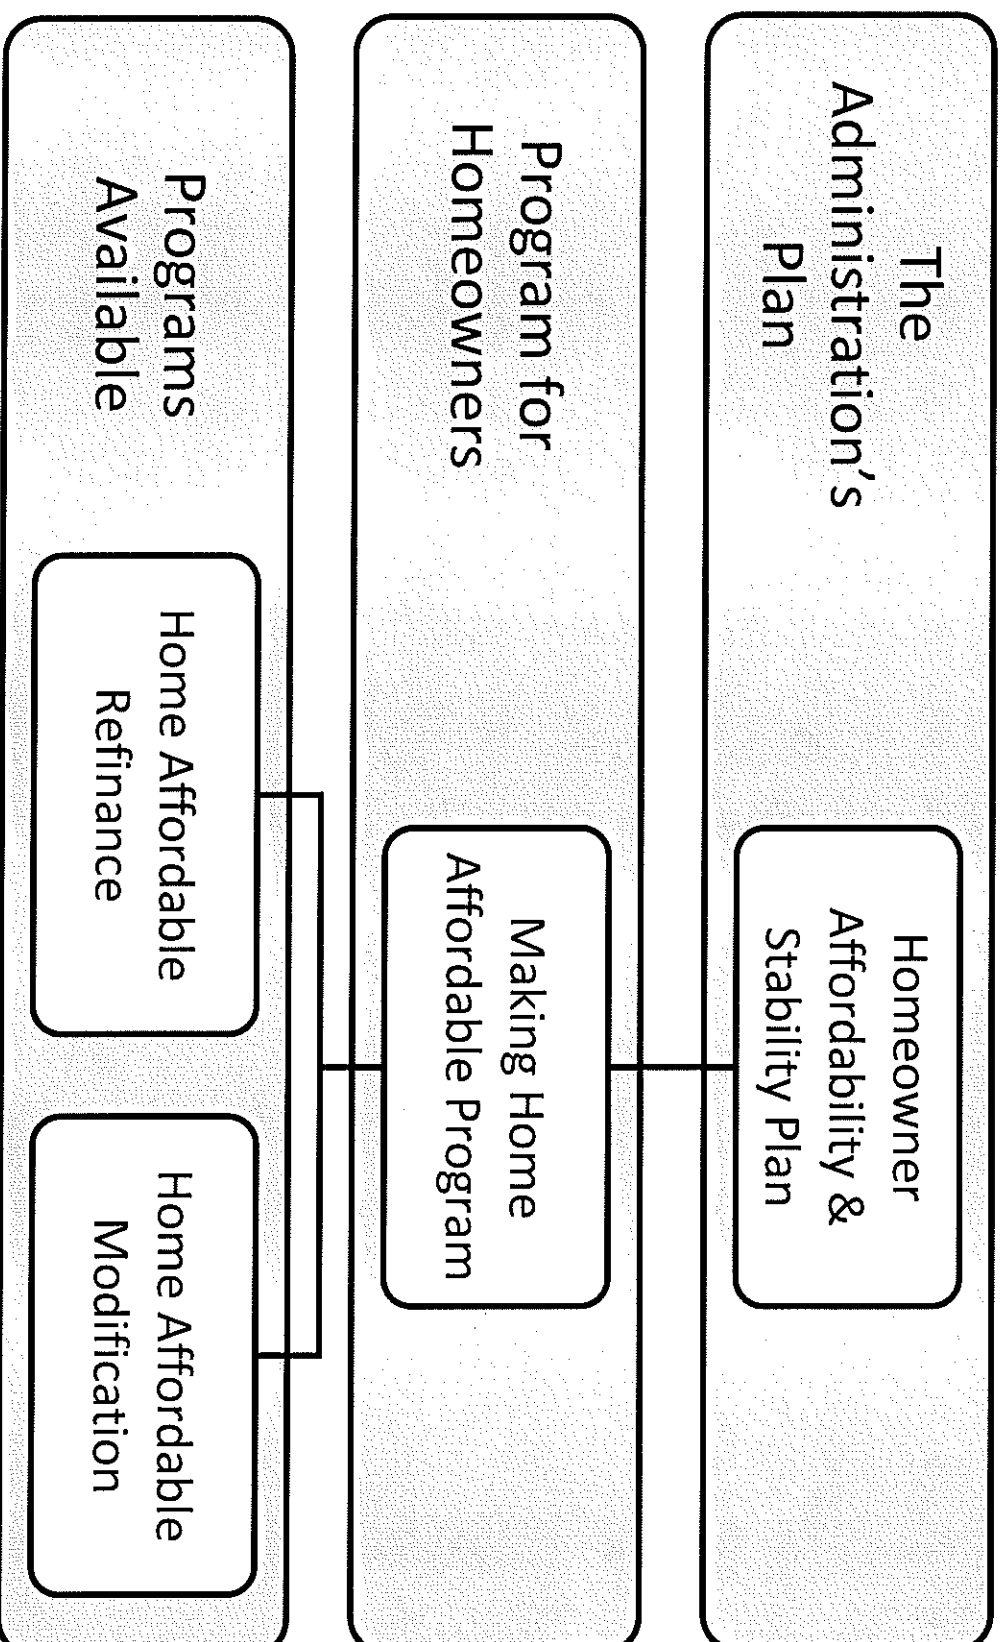 The
Administration's
Plan
Homeowner
Affordability &
Stability Plan
Program for
Homeowners
Making Home
Affordable Program
Programs
Available
Home Affordable
Refinance
Home Affordable
Modification